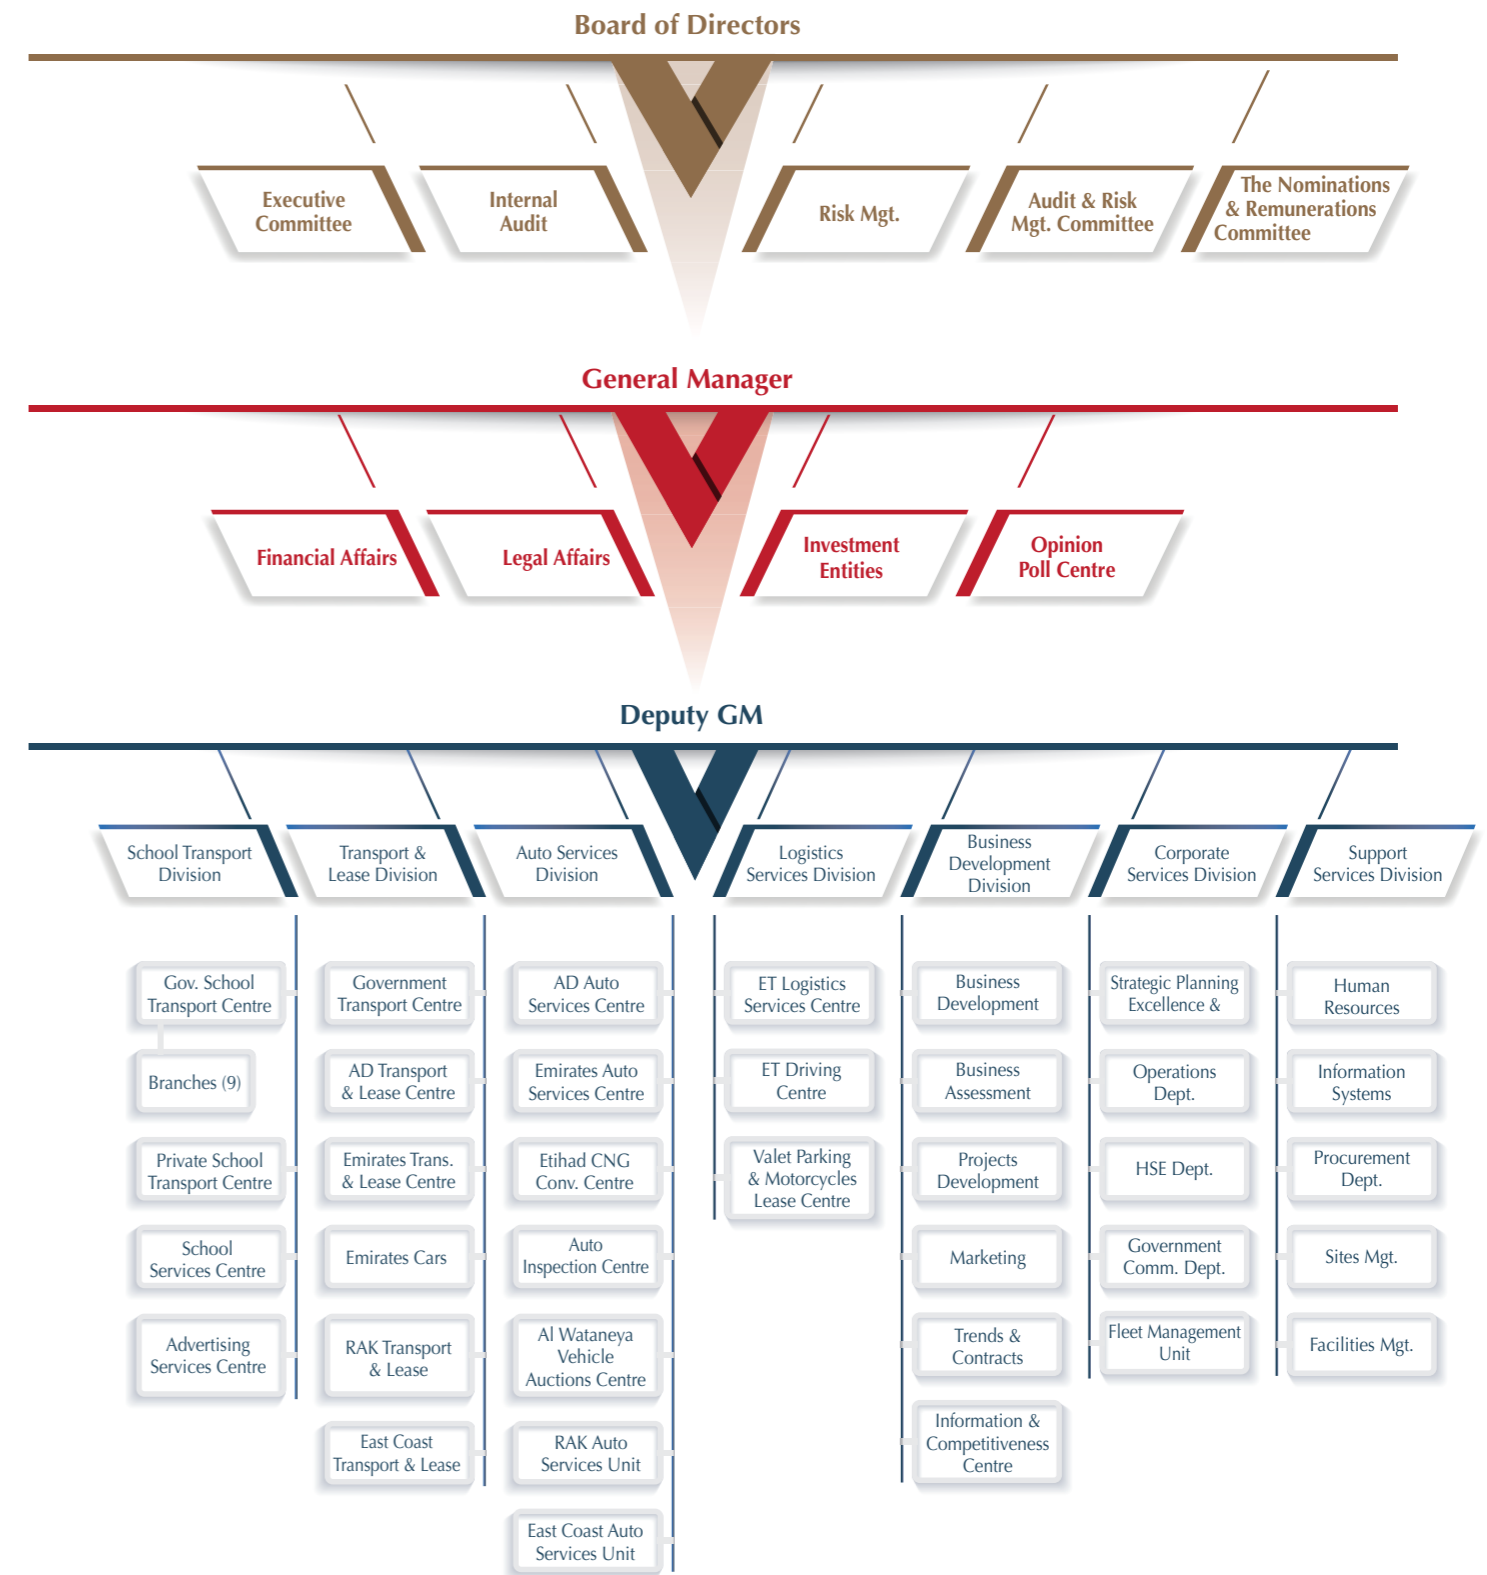 Board of Directors
Executive
Committee
Internal
Audit
Risk Mgt.
Audit & Risk
Mgt. Committee
The Nominations
& Remunerations
Committee
General Manager
Financial Affairs
Legal Affairs
Investment
Entities
Opinion
Poll Centre
Deputy GM
School Transport
Division
Transport &
Lease Division
Auto Services
Division
Logistics
Services Division
Business
Development
Division
Corporate
Services Division
Support
Services Division
Gov. School
Transport Centre
Branches (9)
Private School
Transport Centre
School
Services Centre
Advertising
Services Centre
Government
Transport Centre
AD Transport
& Lease Centre
Emirates Trans.
& Lease Centre
Emirates Cars
RAK Transport
& Lease
East Coast
Transport & Lease
AD Auto
Services Centre
Emirates Auto
Services Centre
Etihad CNG
Conv. Centre
Auto
Inspection Centre
Al Wataneya
Vehicle
Auctions Centre
RAK Auto
Services Unit
East Coast Auto
Services Unit
ET Logistics
Services Centre
ET Driving
Centre
Valet Parking
& Motorcycles
Lease Centre
Business
Development
Business
Assessment
Projects
Development
Marketing
Trends &
Contracts
Information &
Competitiveness
Centre
Strategic Planning
Excellence &
Operations
Dept.
HSE Dept.
Government
Comm. Dept.
Fleet Management
Unit
Human
Resources
Information
Systems
Procurement
Dept.
Sites Mgt.
Facilities Mgt.